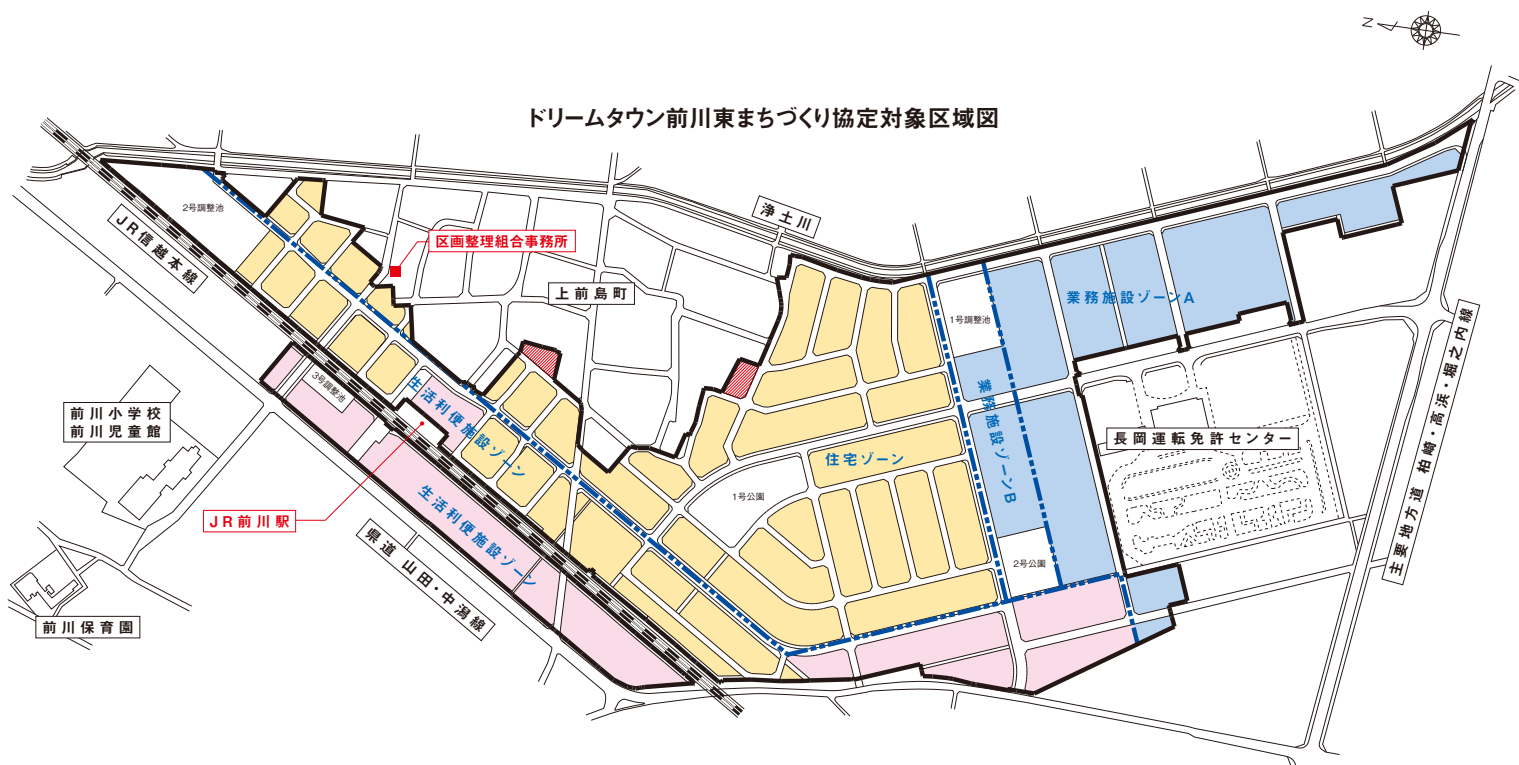 N
ドリームタウン前川東まちづくり協定対象区域図
2号調整池
JR信越本線
区画整理組合事務所
浄土川
上前島町
業務施設ゾーンA
1号調整池
3号調整池
生活利便施設ゾーン
業務施設ゾーンB
前川小学校
前川児童館
長岡運転免許センター
住宅ゾーン
1号公園
主要地方道 柏崎・高浜・堀之内線
生活利便施設ゾーン
JR前川駅
県道 山田・中潟線
2号公園
前川保育園